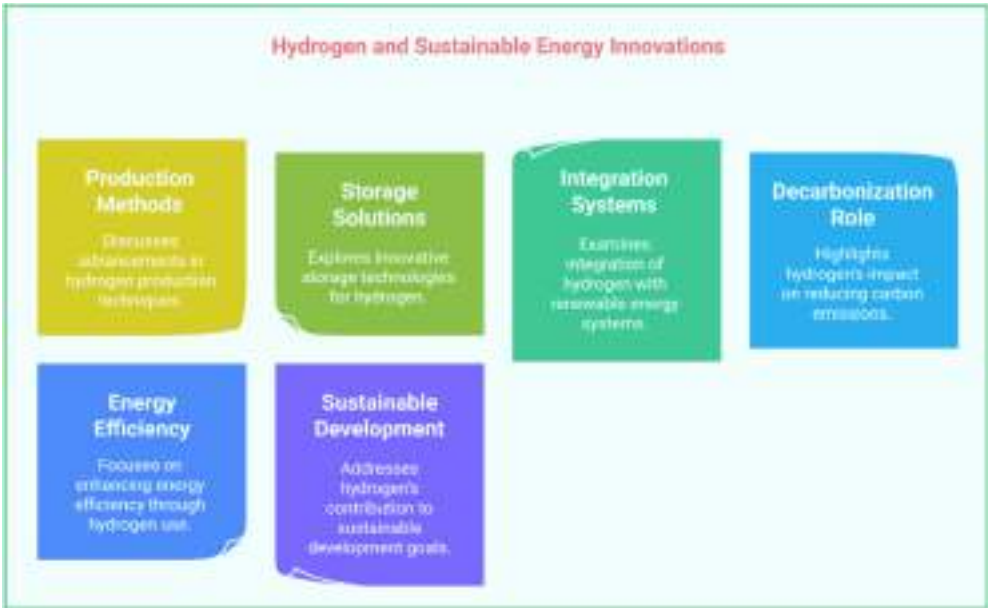 Hydrogen and Sustainable Energy Innovations
Production
Methods
Discusses
advancements in
hydrogen production
techniques.
Storage
Solutions
Explores innovative
storage technologies
for hydrogen.
Integration
Systems
Examines
integration of
hydrogen with
renewable energy
systems.
Decarbonization
Role
Highlights
hydrogen's impact
on reducing carbon
emissions.
Energy
Efficiency
Focuses on
enhancing energy
efficiency through
hydrogen use.
Sustainable
Development
Addresses
hydrogen's
contribution to
sustainable
development goals.